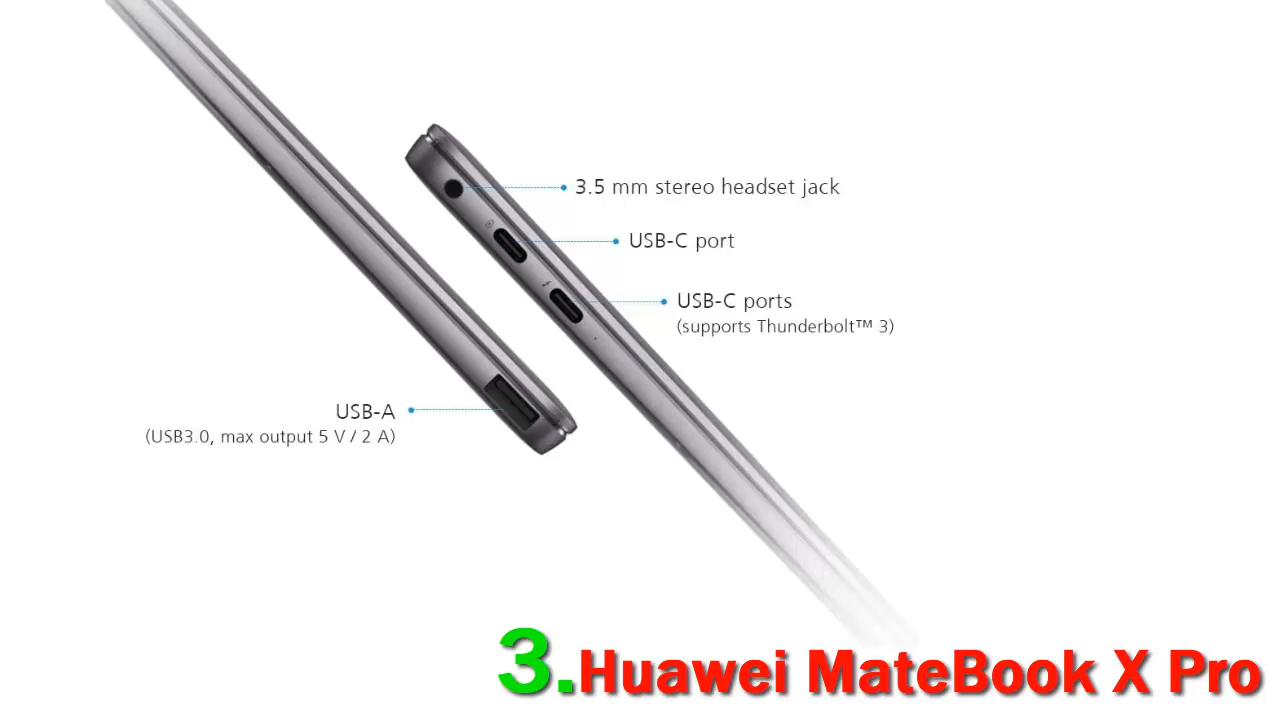 3.5 mm stereo headset jack
USB-C port
USB-C ports
(supports Thunderbolt™ 3)
USB-A
(USB3.0, max output 5 V / 2 A)
3.Huawei MateBook X Pro